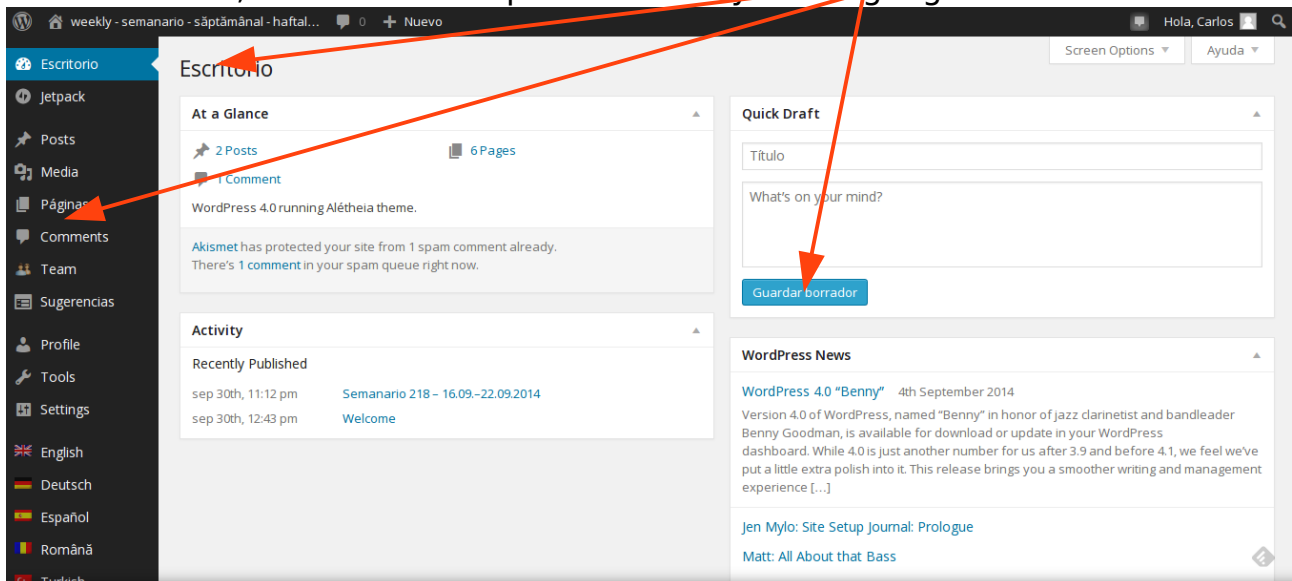 weekly - semanario - săptămânal - haftal... 0 + Nuevo Hola, Carlos
Escritorio
Jetpack
Posts
Media
Páginas
Comments
Team
Sugerencias
Profile
Tools
Settings
English
Deutsch
Español
Română
Turkish
Screen Options Ayuda
Escritorio
At a Glance
2 Posts 6 Pages
1 Comment
WordPress 4.0 running Alétheia theme.
Akismet has protected your site from 1 spam comment already.
There's 1 comment in your spam queue right now.
Activity
Recently Published
sep 30th, 11:12 pm Semanario 218 – 16.09.–22.09.2014
sep 30th, 12:43 pm Welcome
Quick Draft
Título
What's on your mind?
Guardar borrador
WordPress News
WordPress 4.0 “Benny” 4th September 2014
Version 4.0 of WordPress, named “Benny” in honor of jazz clarinetist and bandleader
Benny Goodman, is available for download or update in your WordPress
dashboard. While 4.0 is just another number for us after 3.9 and before 4.1, we feel we've
put a little extra polish into it. This release brings you a smoother writing and management
experience […]
Jen Mylo: Site Setup Journal: Prologue
Matt: All About that Bass